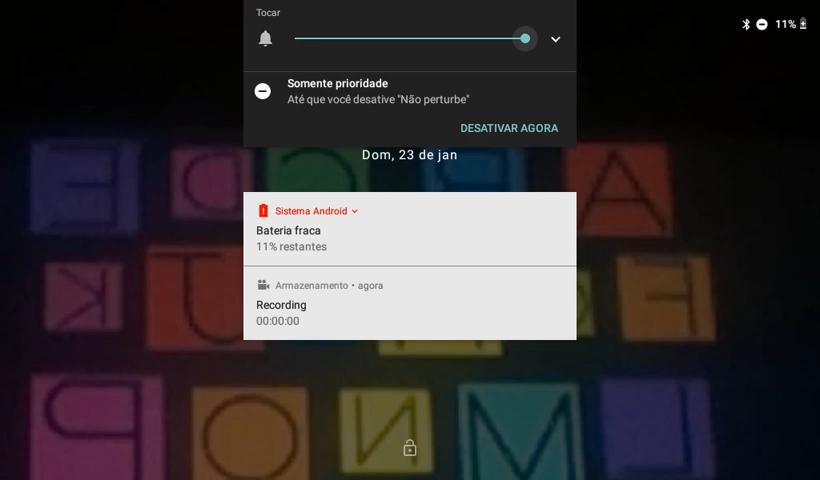 Tocar
11%
Somente prioridade
Até que você desative "Não perturbe"
DESATIVAR AGORA
Dom, 23 de jan
Sistema Android
Bateria fraca
11% restantes
Armazenamento • agora
Recording
00:00:00
A
O
M